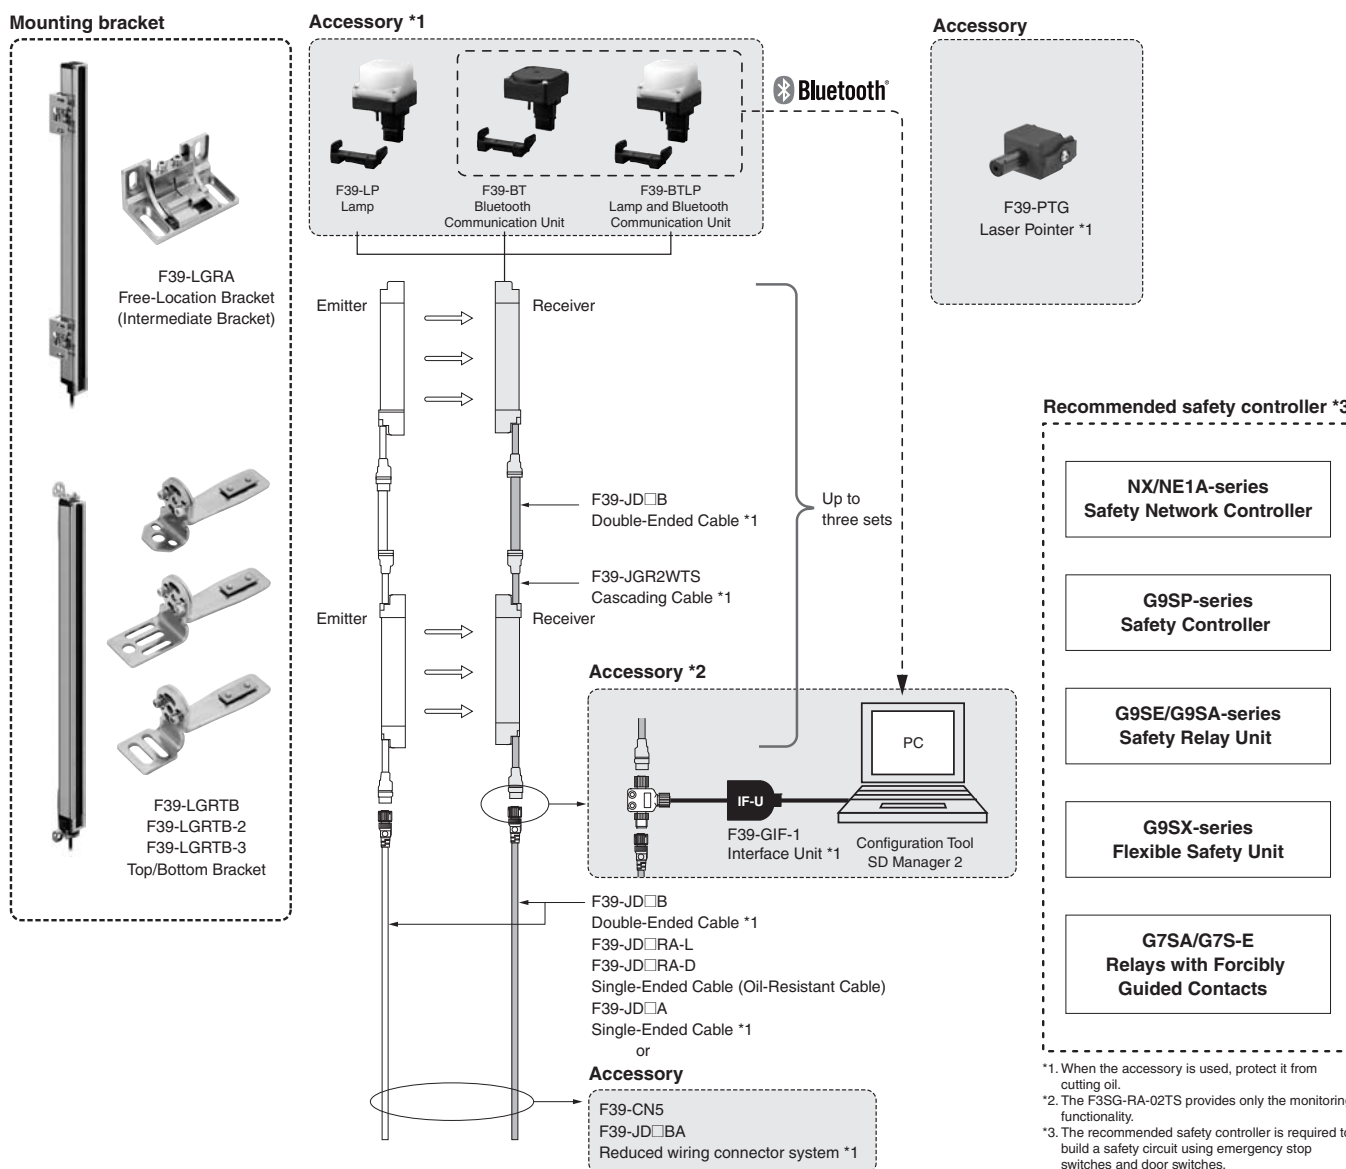 Mounting bracket
F39-LGRA
Free-Location Bracket
(Intermediate Bracket)
F39-LGRTB
F39-LGRTB-2
F39-LGRTB-3
Top/Bottom Bracket
Accessory *1
F39-LP
Lamp
F39-BT
Bluetooth
Communication Unit
F39-BTLP
Lamp and Bluetooth
Communication Unit
Bluetooth®
Accessory
F39-PTG
Laser Pointer *1
Emitter
Receiver
F39-JD□B
Double-Ended Cable *1
Up to
three sets
F39-JGR2WTS
Cascading Cable *1
Emitter
Receiver
Accessory *2
PC
IF-U
F39-GIF-1
Interface Unit *1
Configuration Tool
SD Manager 2
F39-JD□B
Double-Ended Cable *1
F39-JD□RA-L
F39-JD□RA-D
Single-Ended Cable (Oil-Resistant Cable)
F39-JD□A
Single-Ended Cable *1
or
Accessory
F39-CN5
F39-JD□BA
Reduced wiring connector system *1
Recommended safety controller *3
NX/NE1A-series
Safety Network Controller
G9SP-series
Safety Controller
G9SE/G9SA-series
Safety Relay Unit
G9SX-series
Flexible Safety Unit
G7SA/G7S-E
Relays with Forcibly
Guided Contacts
*1. When the accessory is used, protect it from
cutting oil.
*2. The F3SG-RA-02TS provides only the monitoring
functionality.
*3. The recommended safety controller is required to
build a safety circuit using emergency stop
switches and door switches.